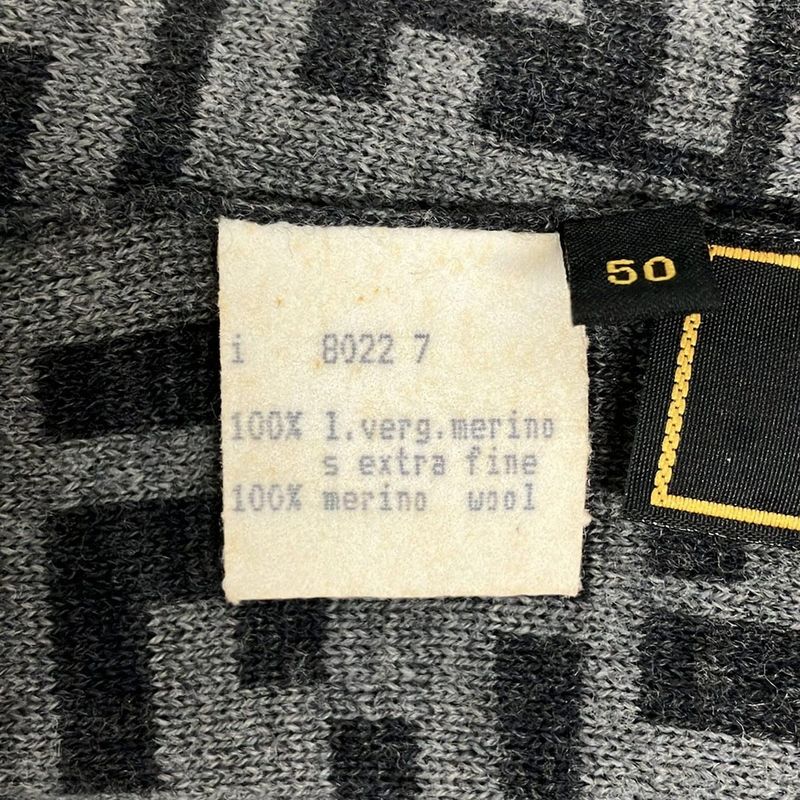 50
i 8022 7
100% I.verg.merino
s extra fine
100% merino wool